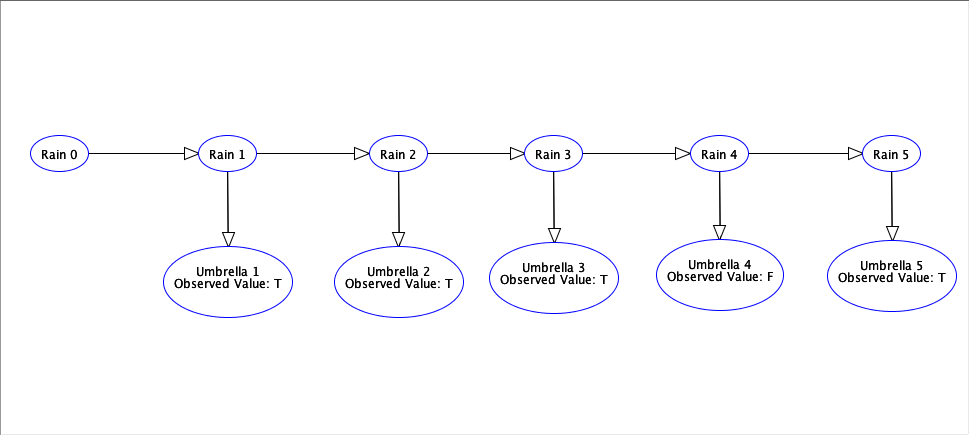 Rain 0
Rain 1
Rain 2
Rain 3
Rain 4
Rain 5
Umbrella 1
Observed Value: T
Umbrella 2
Observed Value: T
Umbrella 3
Observed Value: T
Umbrella 4
Observed Value: F
Umbrella 5
Observed Value: T